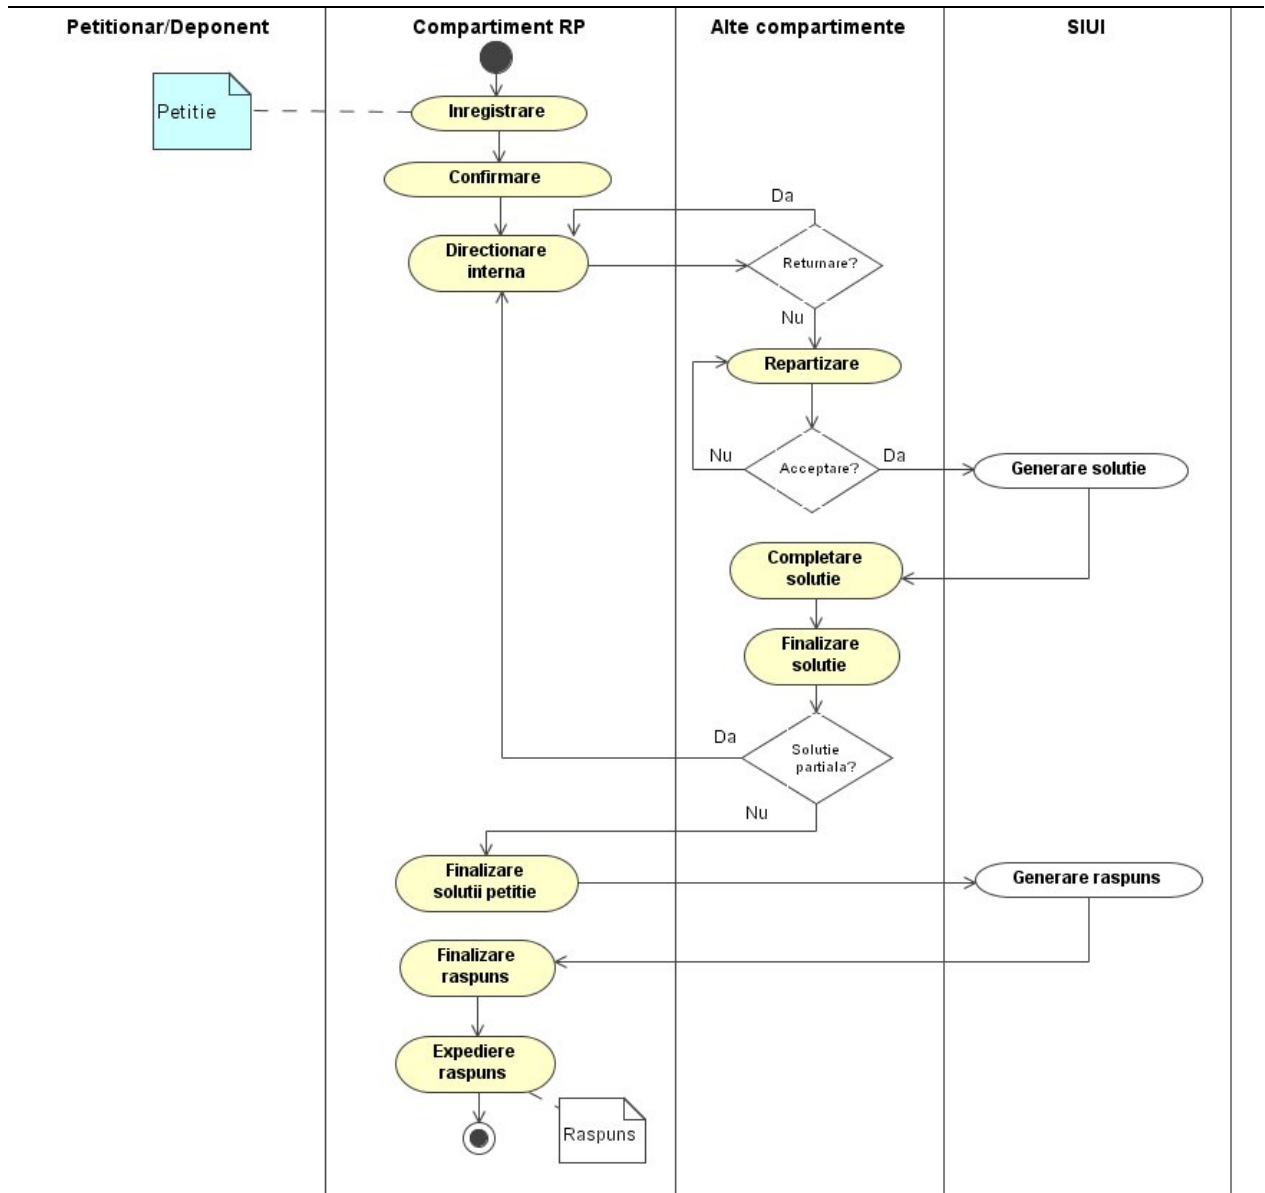 Petitionar/Deponent
Compartiment RP
Alte compartimente
SIUI
Petitie
Inregistrare
Confirmare
Da
Directionare
interna
Returnare?
Nu
Repartizare
Nu
Acceptare?
Da
Generare solutie
Completare
solutie
Finalizare
solutie
Da
Solutie
partiala?
Nu
Finalizare
solutii petitie
Generare raspuns
Finalizare
raspuns
Expediere
raspuns
Raspuns